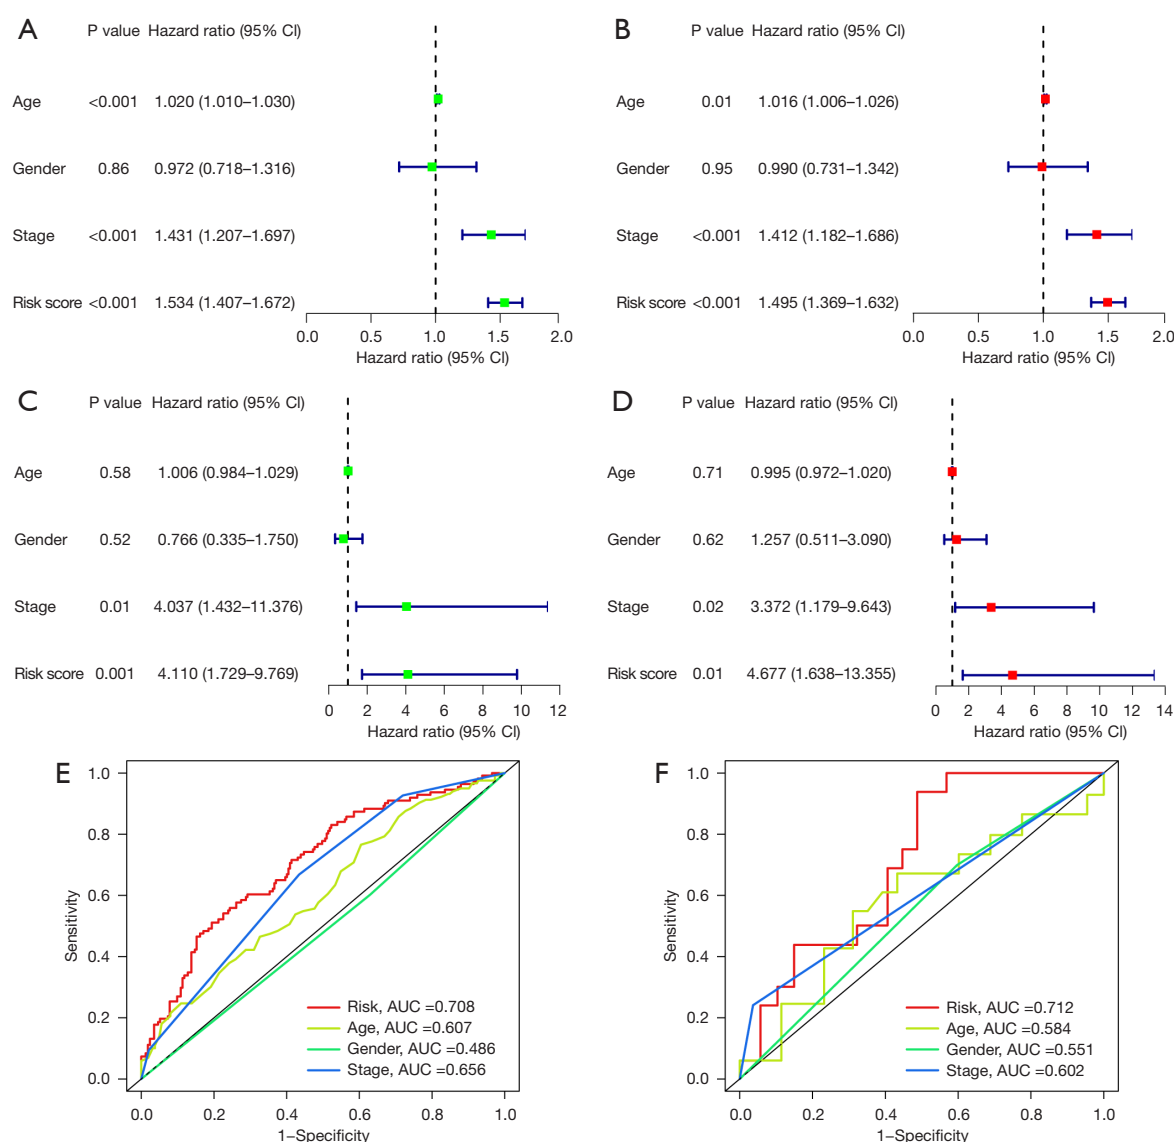 A P value Hazard ratio (95% CI)
Age <0.001 1.020 (1.010–1.030)
Gender 0.86 0.972 (0.718–1.316)
Stage <0.001 1.431 (1.207–1.697)
Risk score <0.001 1.534 (1.407–1.672)
0.0 0.5 1.0 1.5 2.0
Hazard ratio (95% CI)
B P value Hazard ratio (95% CI)
Age 0.01 1.016 (1.006–1.026)
Gender 0.95 0.990 (0.731–1.342)
Stage <0.001 1.412 (1.182–1.686)
Risk score <0.001 1.495 (1.369–1.632)
0.0 0.5 1.0 1.5 2.0
Hazard ratio (95% CI)
C P value Hazard ratio (95% CI)
Age 0.58 1.006 (0.984–1.029)
Gender 0.52 0.766 (0.335–1.750)
Stage 0.01 4.037 (1.432–11.376)
Risk score 0.001 4.110 (1.729–9.769)
0 2 4 6 8 10 12
Hazard ratio (95% CI)
D P value Hazard ratio (95% CI)
Age 0.71 0.995 (0.972–1.020)
Gender 0.62 1.257 (0.511–3.090)
Stage 0.02 3.372 (1.179–9.643)
Risk score 0.01 4.677 (1.638–13.355)
0 2 4 6 8 10 12 14
Hazard ratio (95% CI)
E
1.0
0.8
0.6
0.4
0.2
0.0
Sensitivity
Risk, AUC =0.708
Age, AUC =0.607
Gender, AUC =0.486
Stage, AUC =0.656
0.0 0.2 0.4 0.6 0.8 1.0
1–Specificity
F
1.0
0.8
0.6
0.4
0.2
0.0
Sensitivity
Risk, AUC =0.712
Age, AUC =0.584
Gender, AUC =0.551
Stage, AUC =0.602
0.0 0.2 0.4 0.6 0.8 1.0
1–Specificity